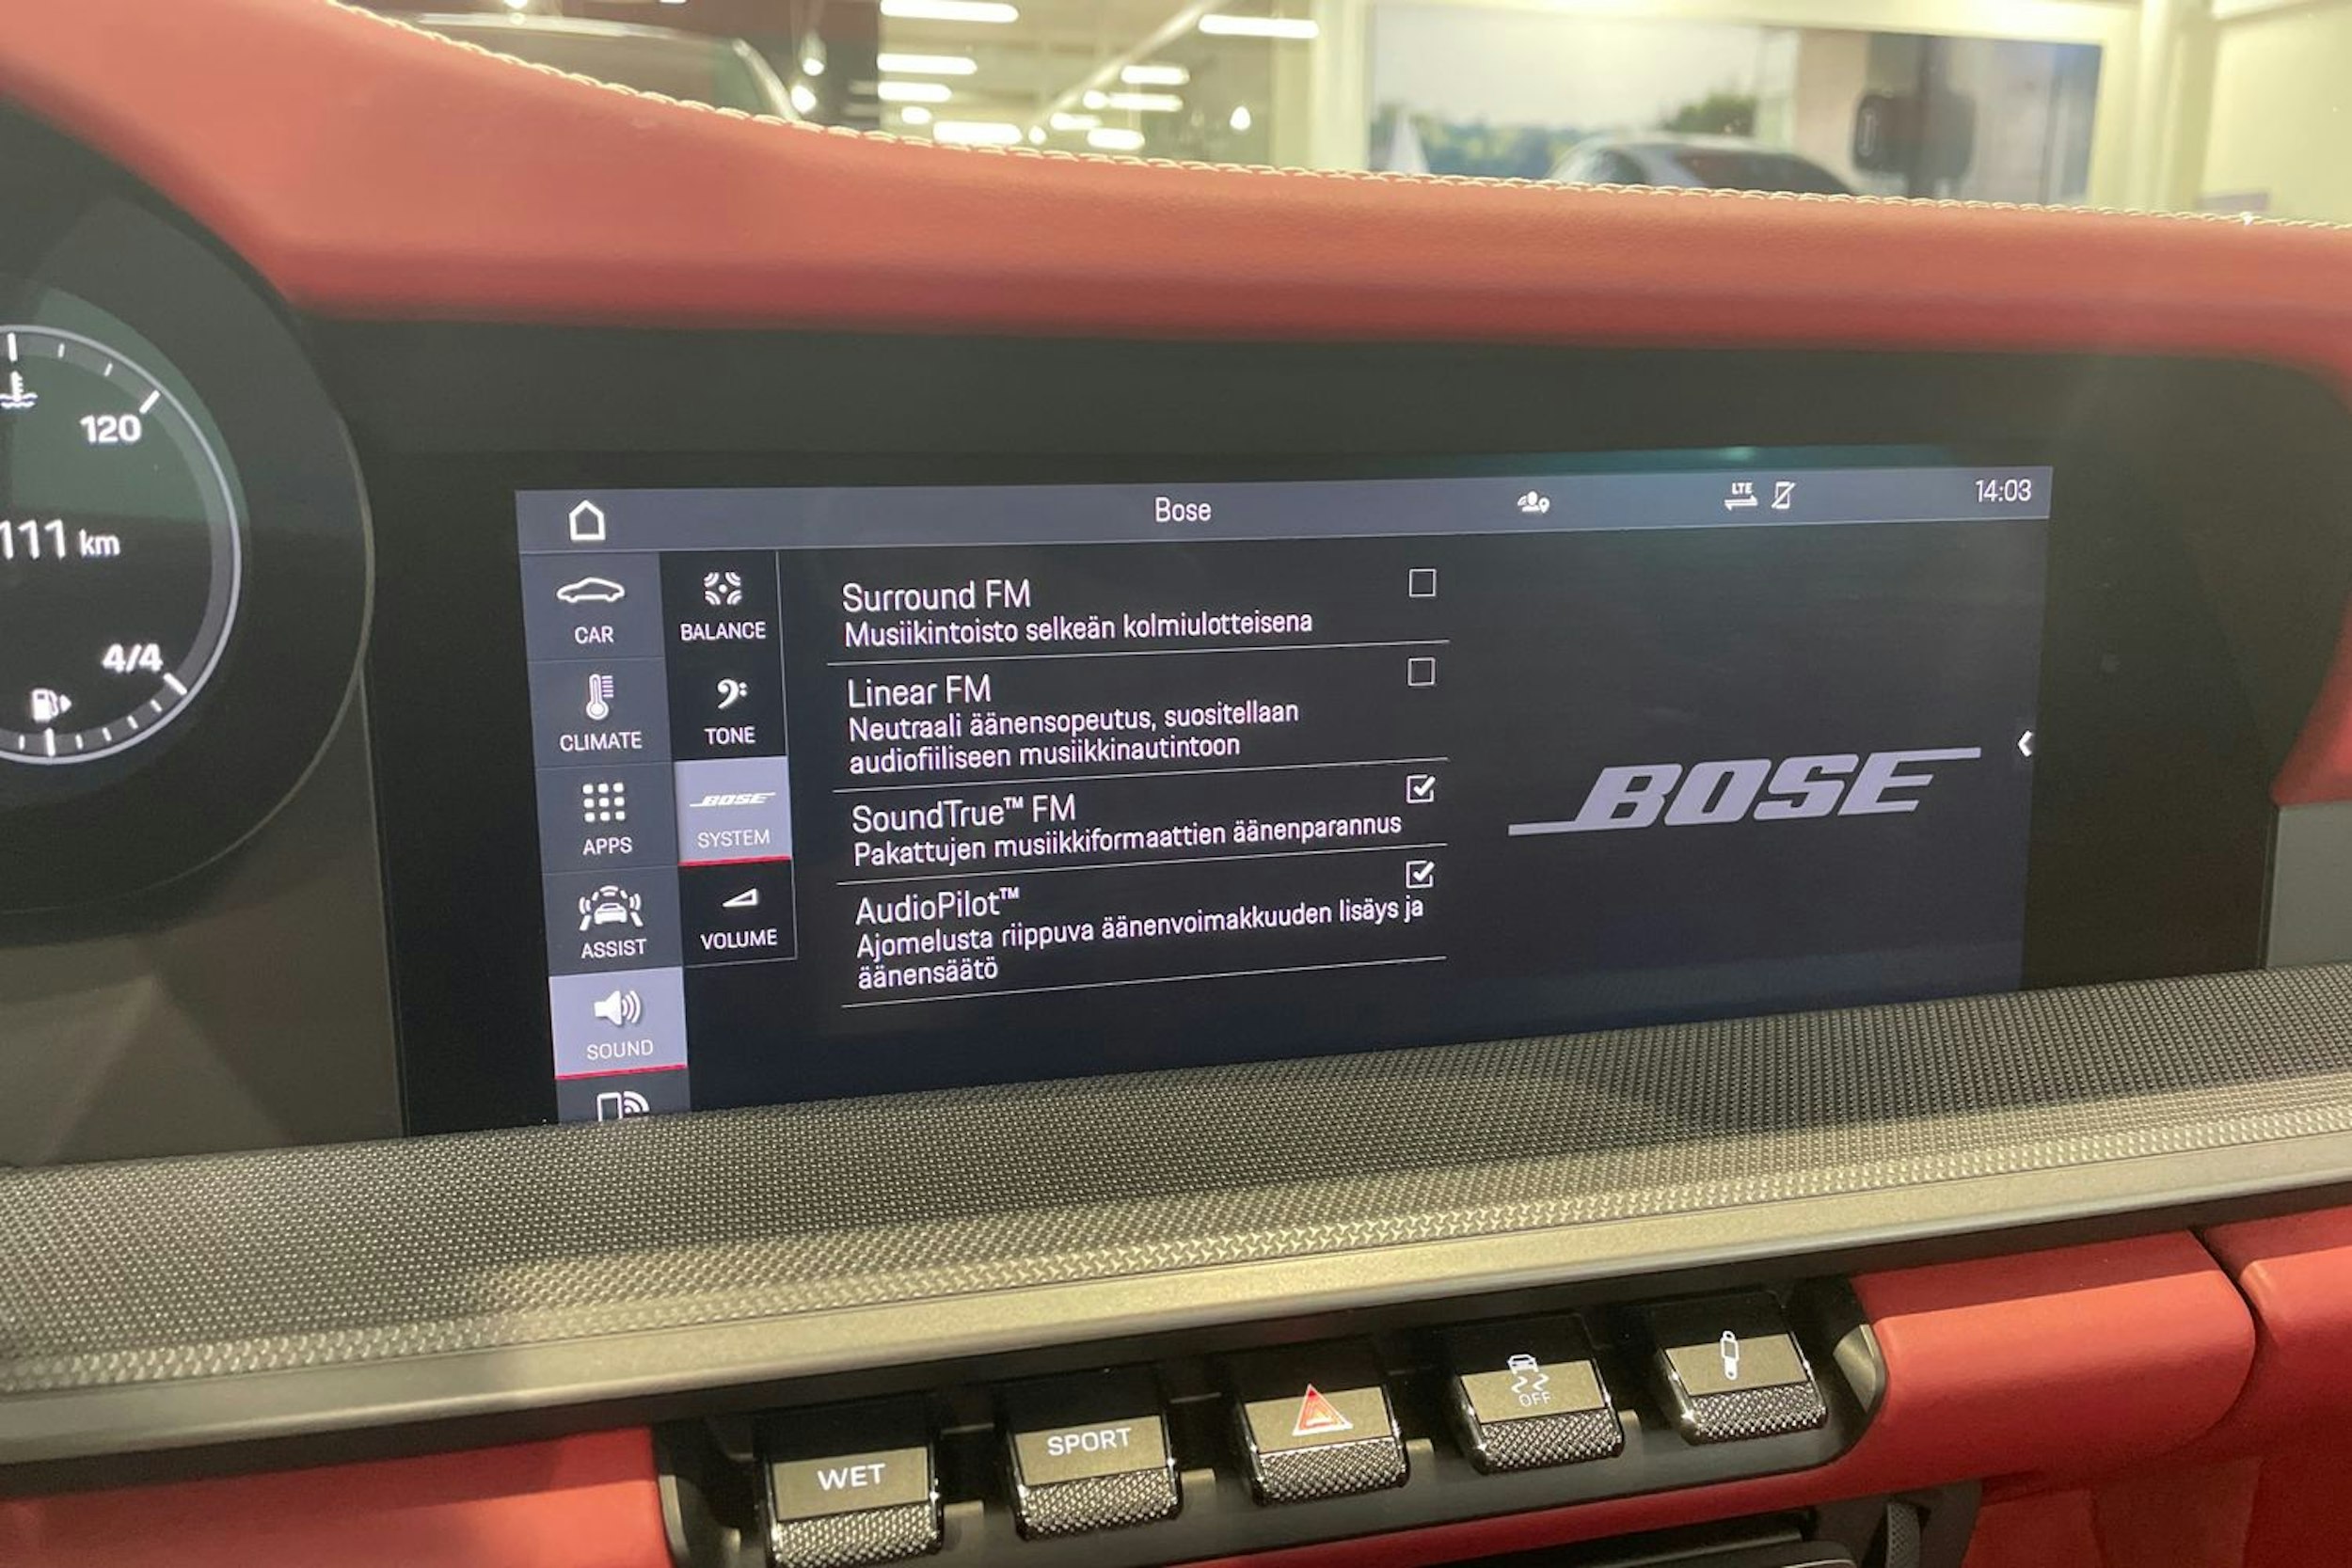 120
111 km
4/4
Bose
LTE
14:03
CAR
CLIMATE
APPS
ASSIST
SOUND
BALANCE
TONE
BOSE
SYSTEM
VOLUME
Surround FM
Musiikintoisto selkeän kolmiulotteisena
Linear FM
Neutraali äänensopeutus, suositellaan
audiofiiliseen musiikkinautintoon
SoundTrue™ FM
Pakattujen musiikkiformaattien äänenparannus
AudioPilot™
Ajomelusta riippuva äänenvoimakkuuden lisäys ja
äänensäätö
BOSE
WET
SPORT
OFF